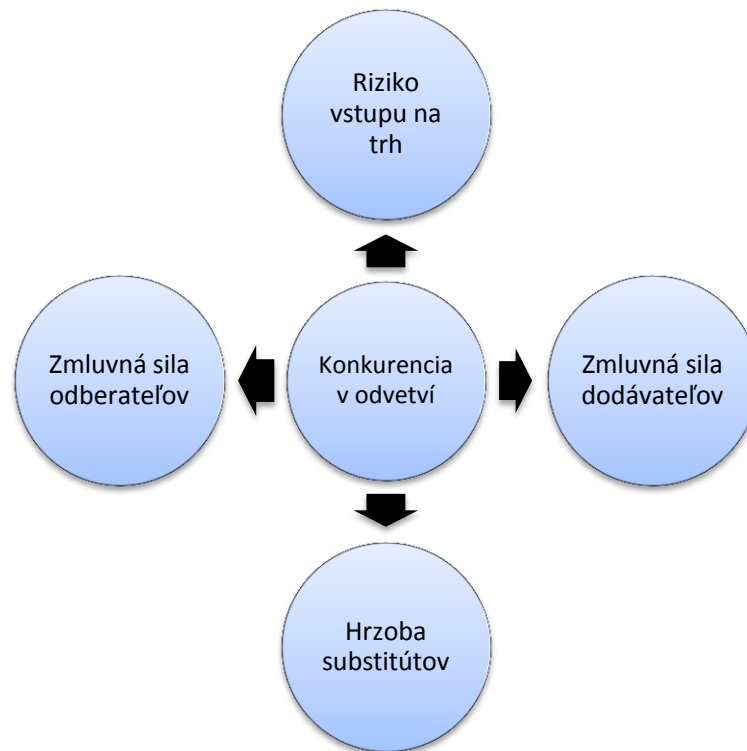 Riziko
vstupu na
trh
Zmluvná sila
odberateľov
Konkurencia
v odvetví
Zmluvná sila
dodávateľov
Hrzoba
substitútov